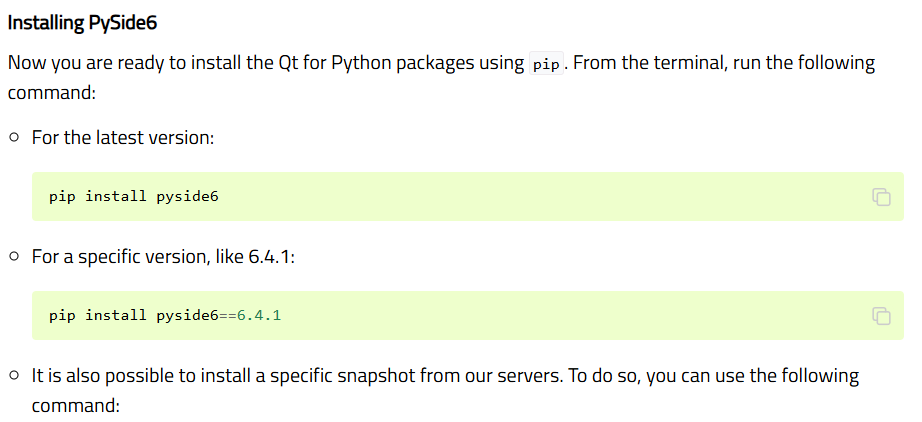 Installing PySide6
Now you are ready to install the Qt for Python packages using pip. From the terminal, run the following
command:
For the latest version:
pip install pyside6
For a specific version, like 6.4.1:
pip install pyside6==6.4.1
It is also possible to install a specific snapshot from our servers. To do so, you can use the following
command: